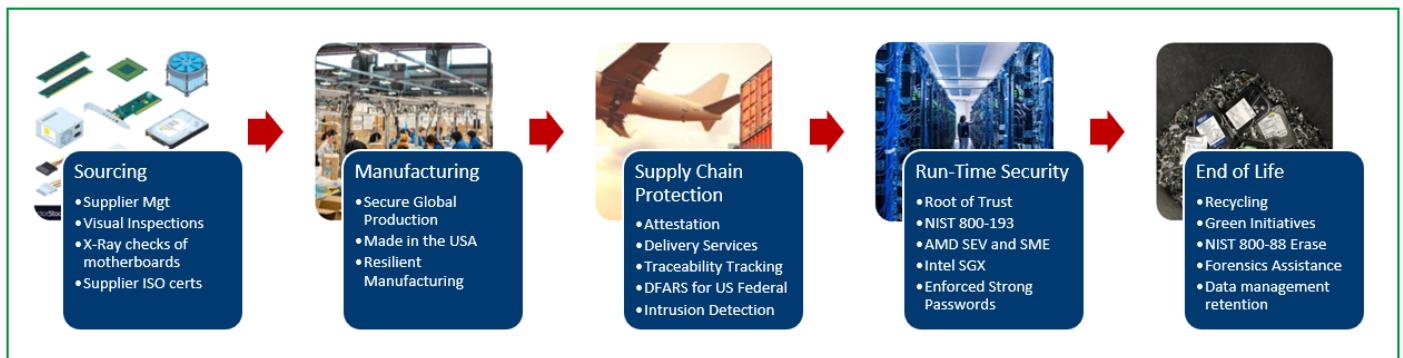 Sourcing
•Supplier Mgt
•Visual Inspections
•X-Ray checks of
motherboards
•Supplier ISO certs
Manufacturing
•Secure Global
Production
•Made in the USA
•Resilient
Manufacturing
Supply Chain
Protection
•Attestation
•Delivery Services
•Traceability Tracking
•DFARS for US Federal
•Intrusion Detection
Run-Time Security
•Root of Trust
•NIST 800-193
•AMD SEV and SME
•Intel SGX
•Enforced Strong
Passwords
End of Life
•Recycling
•Green Initiatives
•NIST 800-88 Erase
•Forensics Assistance
•Data management
retention